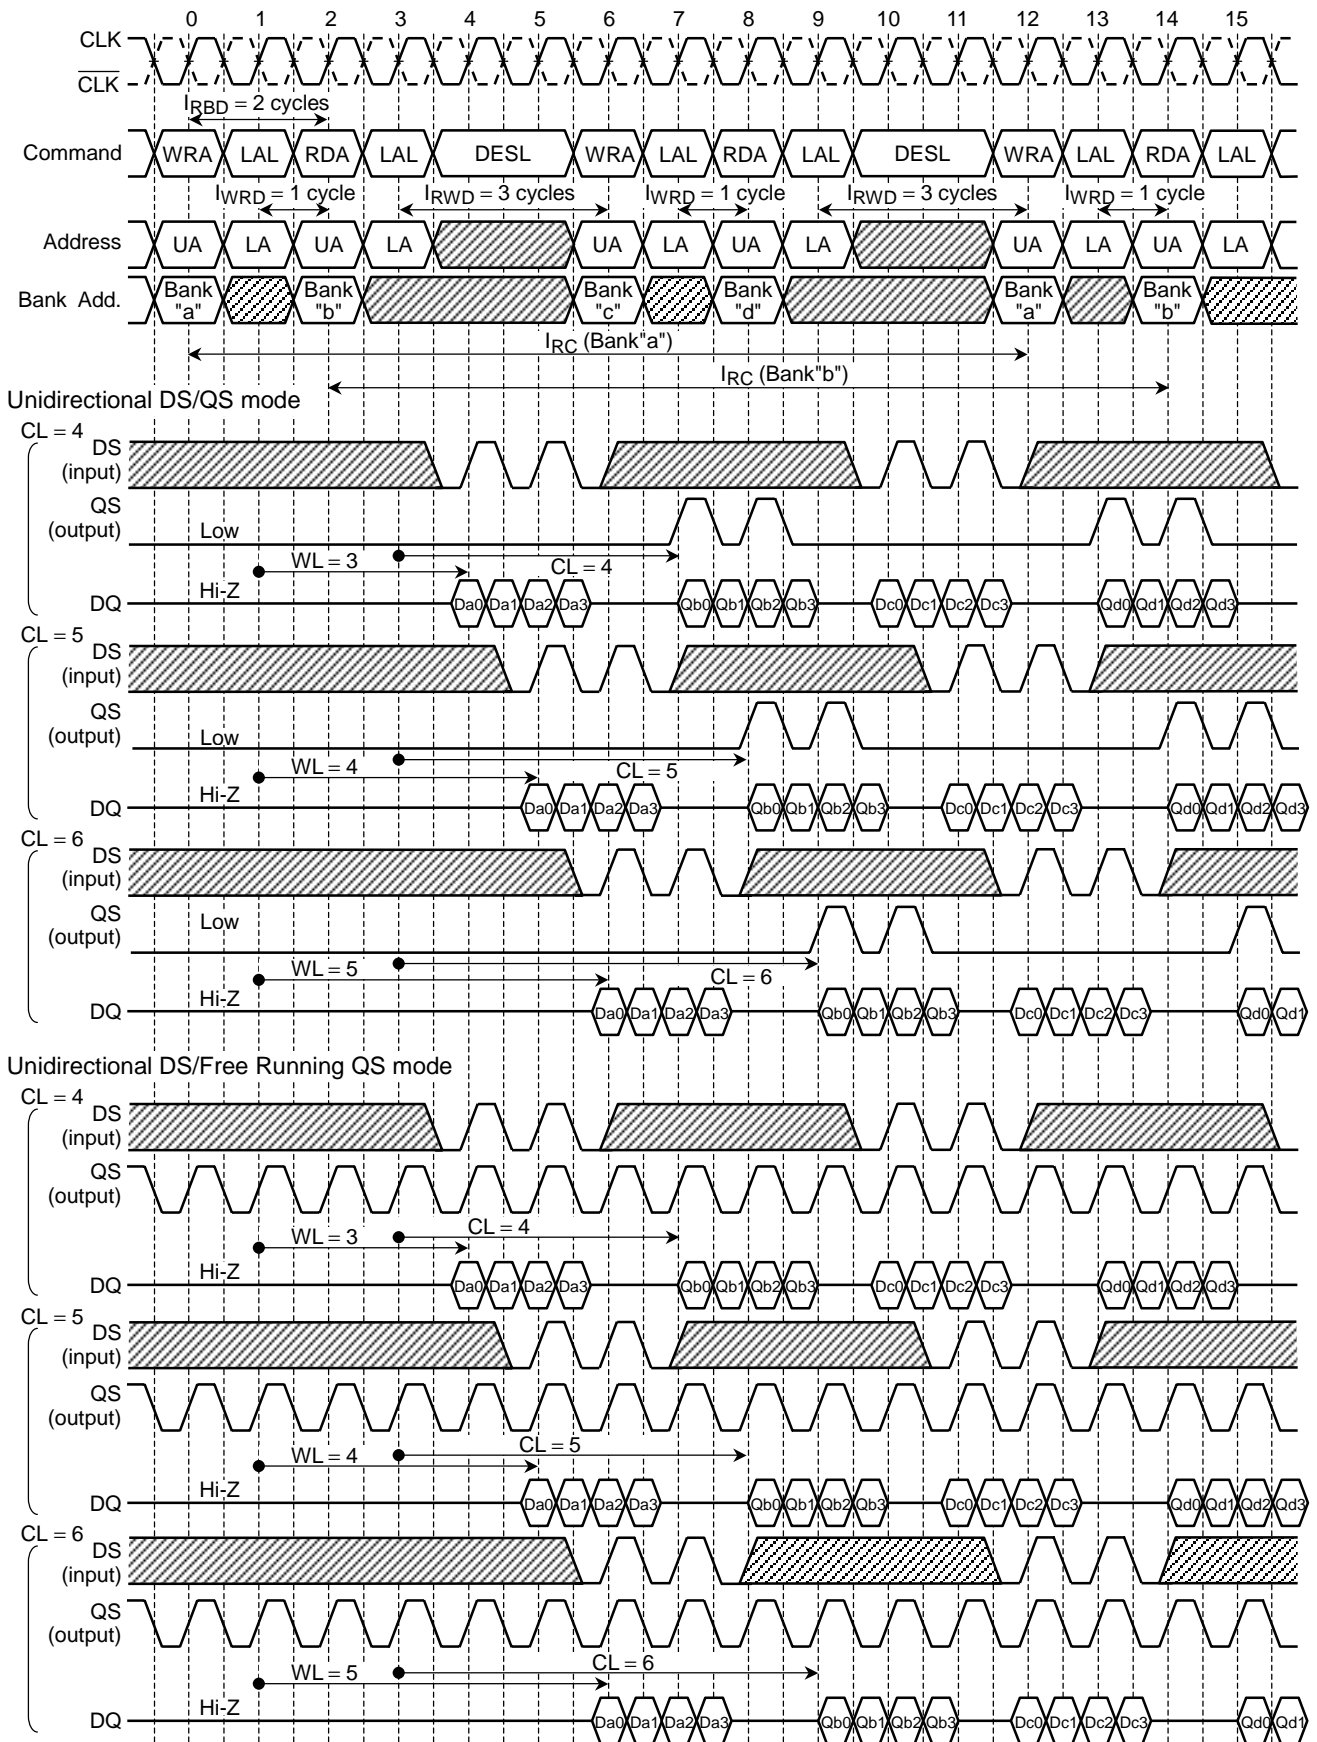 0 1 2 3 4 5 6 7 8 9 10 11 12 13 14 15
CLK
CLK
IRBD = 2 cycles
Command WRA LAL RDA LAL DESL WRA LAL RDA LAL DESL WRA LAL RDA LAL
IWRD = 1 cycle IRWD = 3 cycles IWRD = 1 cycle IRWD = 3 cycles IWRD = 1 cycle
Address UA LA UA LA UA LA UA LA UA LA UA LA
Bank Add. Bank "a" Bank "b" Bank "c" Bank "d" Bank "a" Bank "b"
IRC (Bank"a")
IRC (Bank"b")
Unidirectional DS/QS mode
CL = 4
DS
(input)
QS
(output) Low
WL = 3 CL = 4
Hi-Z
DQ Da0 Da1 Da2 Da3 Qb0 Qb1 Qb2 Qb3 Dc0 Dc1 Dc2 Dc3 Qd0 Qd1 Qd2 Qd3
CL = 5
DS
(input)
QS
(output) Low
WL = 4 CL = 5
Hi-Z
DQ Da0 Da1 Da2 Da3 Qb0 Qb1 Qb2 Qb3 Dc0 Dc1 Dc2 Dc3 Qd0 Qd1 Qd2 Qd3
CL = 6
DS
(input)
QS
(output) Low
WL = 5 CL = 6
Hi-Z
DQ Da0 Da1 Da2 Da3 Qb0 Qb1 Qb2 Qb3 Dc0 Dc1 Dc2 Dc3 Qd0 Qd1
Unidirectional DS/Free Running QS mode
CL = 4
DS
(input)
QS
(output)
WL = 3 CL = 4
Hi-Z
DQ Da0 Da1 Da2 Da3 Qb0 Qb1 Qb2 Qb3 Dc0 Dc1 Dc2 Dc3 Qd0 Qd1 Qd2 Qd3
CL = 5
DS
(input)
QS
(output)
WL = 4 CL = 5
Hi-Z
DQ Da0 Da1 Da2 Da3 Qb0 Qb1 Qb2 Qb3 Dc0 Dc1 Dc2 Dc3 Qd0 Qd1 Qd2 Qd3
CL = 6
DS
(input)
QS
(output)
WL = 5 CL = 6
Hi-Z
DQ Da0 Da1 Da2 Da3 Qb0 Qb1 Qb2 Qb3 Dc0 Dc1 Dc2 Dc3 Qd0 Qd1